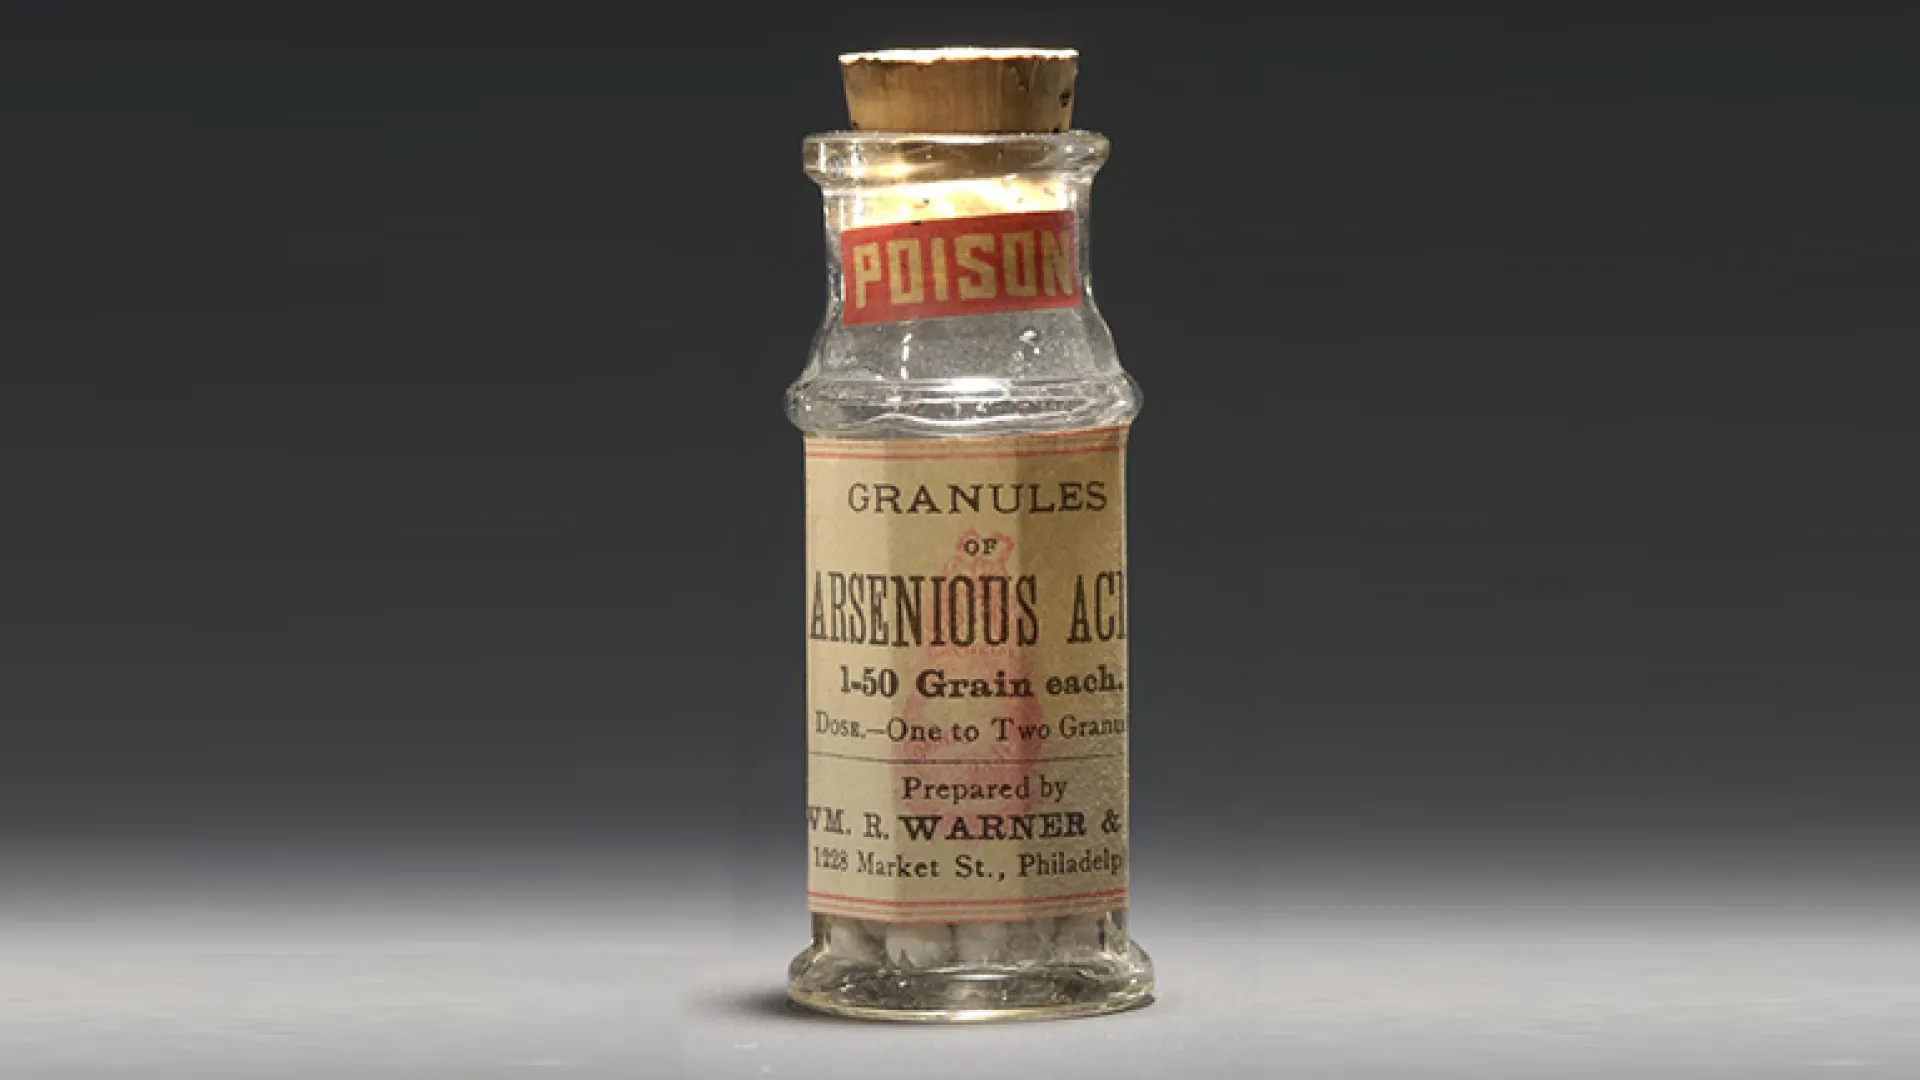 POISON
GRANULES
OF
ARSENIOUS ACI
1-50 Grain each.
Dose.—One to Two Granu
Prepared by
WM. R. WARNER &
1228 Market St., Philadelp